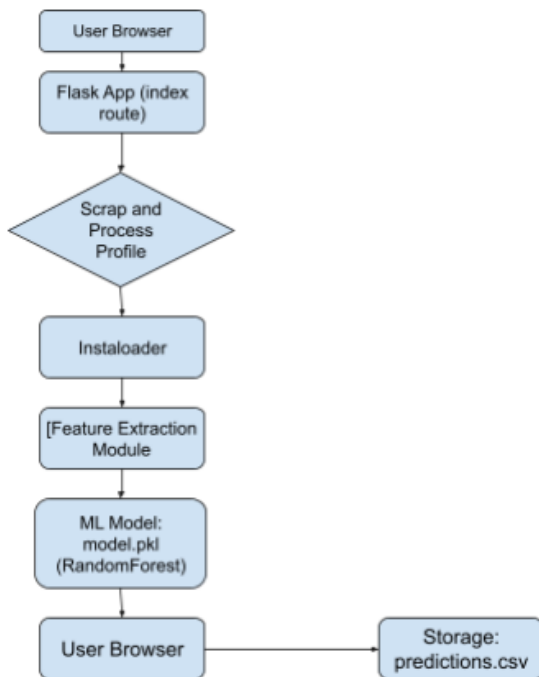 User Browser
Flask App (index
route)
Scrap and
Process
Profile
Instaloader
[Feature Extraction
Module
ML Model:
model.pkl
(RandomForest)
User Browser
Storage:
predictions.csv